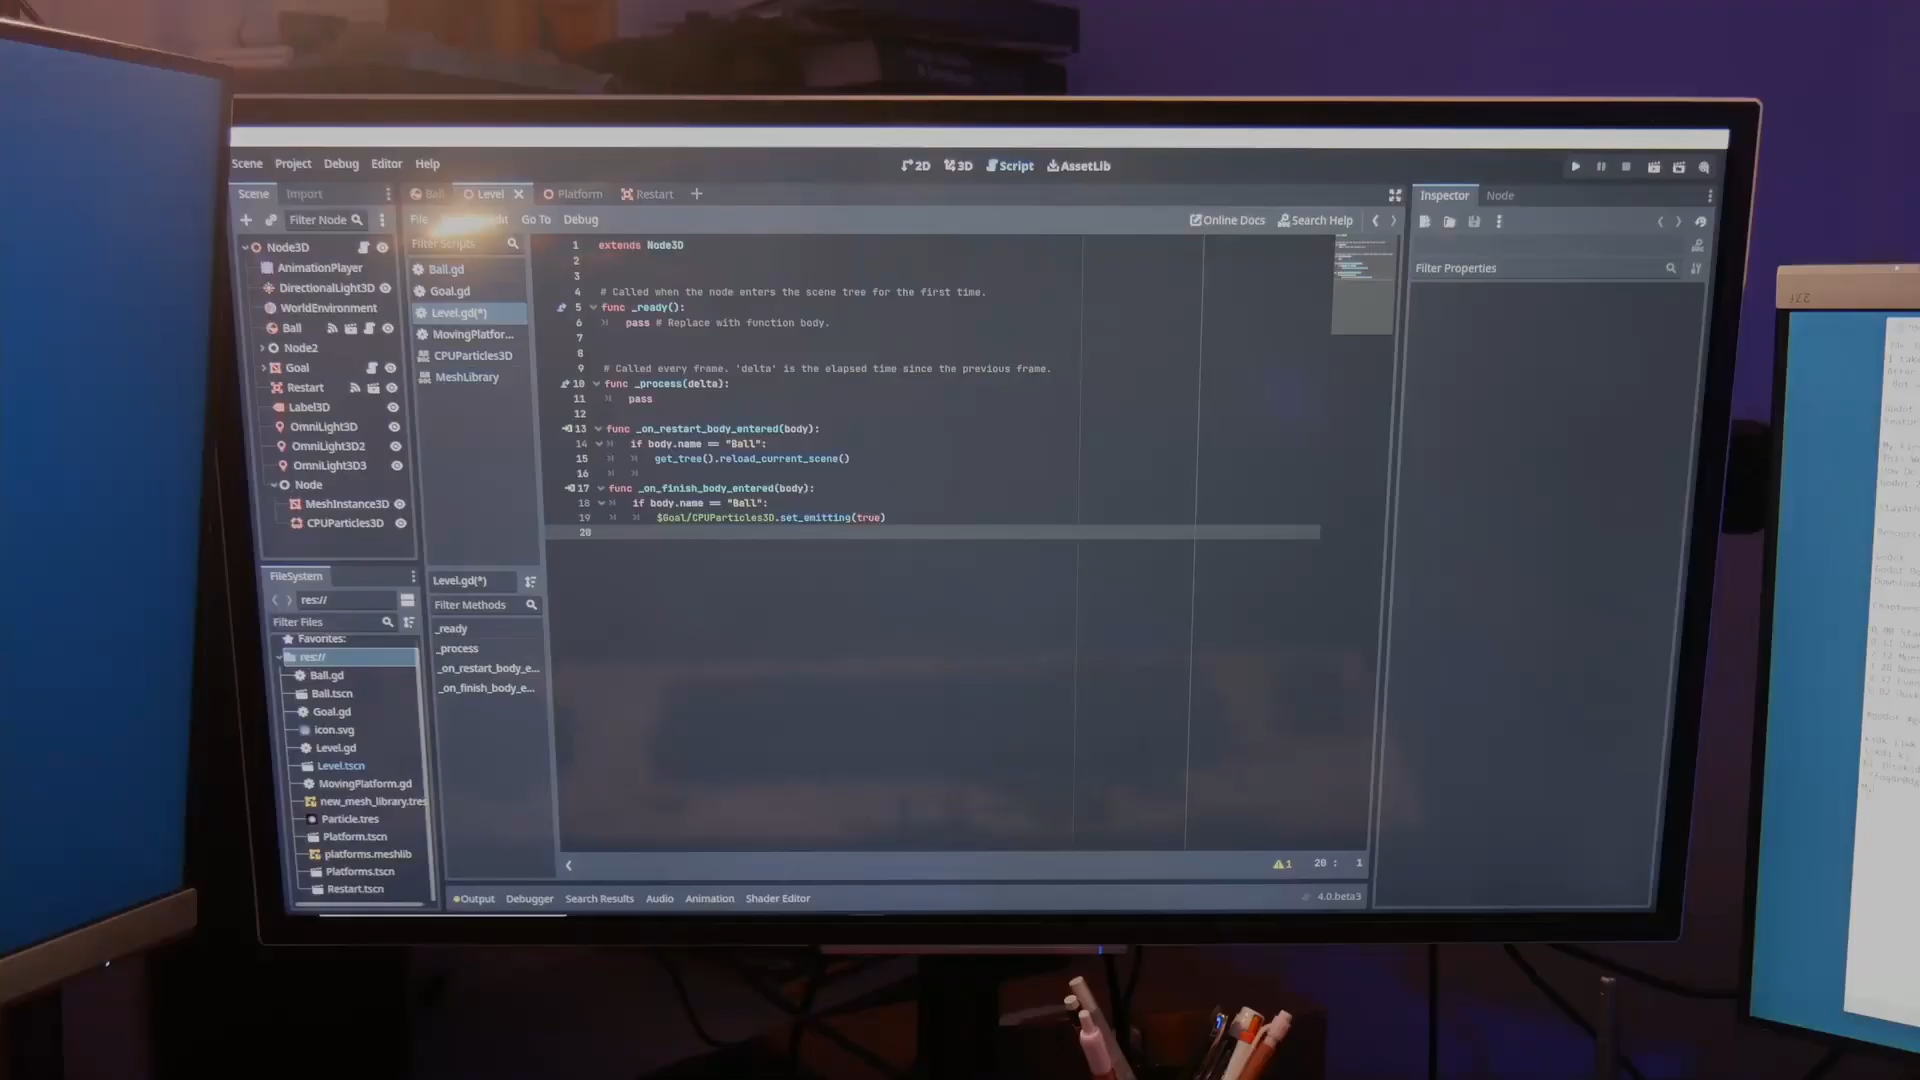 Scene Project Debug Editor Help
2D 3D Script AssetLib
Scene Import
Ball Level Platform Restart
Inspector Node
Filter Node
File Go To Debug
Online Docs Search Help
Filter Scripts
Filter Properties
Node3D
AnimationPlayer
DirectionalLight3D
WorldEnvironment
Ball
Node2
Goal
Restart
Label3D
OmniLight3D
OmniLight3D2
OmniLight3D3
Node
MeshInstance3D
CPUParticles3D
Ball.gd
Goal.gd
Level.gd(*)
MovingPlatfor...
CPUParticles3D
MeshLibrary
1 extends Node3D
2
3
4 # Called when the node enters the scene tree for the first time.
5 func _ready():
6 pass # Replace with function body.
7
8
9 # Called every frame. 'delta' is the elapsed time since the previous frame.
10 func _process(delta):
11 pass
12
13 func _on_restart_body_entered(body):
14 if body.name == "Ball":
15 get_tree().reload_current_scene()
16
17 func _on_finish_body_entered(body):
18 if body.name == "Ball":
19 $Goal/CPUParticles3D.set_emitting(true)
20
FileSystem
res://
Filter Files
Favorites:
res://
Ball.gd
Ball.tscn
Goal.gd
icon.svg
Level.gd
Level.tscn
MovingPlatform.gd
new_mesh_library.tres
Particle.tres
Platform.tscn
platforms.meshlib
Platforms.tscn
Restart.tscn
Level.gd(*)
Filter Methods
_ready
_process
_on_restart_body_e...
_on_finish_body_e...
1 20 : 1
Output Debugger Search Results Audio Animation Shader Editor
4.0.beta3